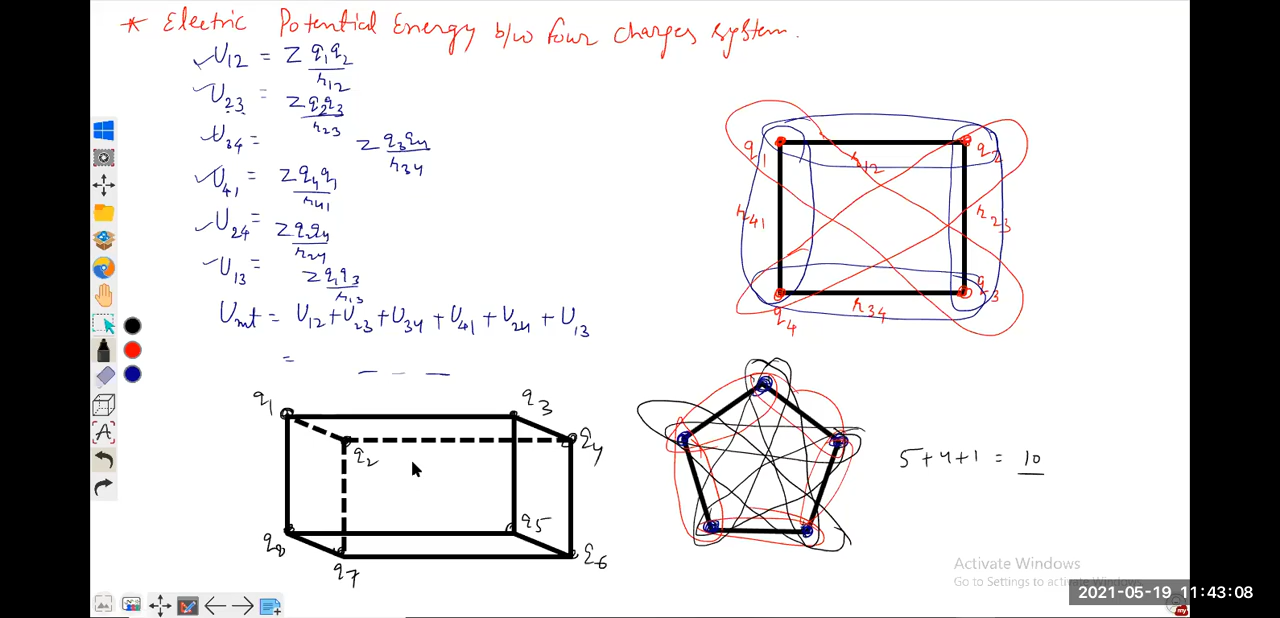 * Electric Potential Energy b/w four charges system.
U12 = Z q1q2/r12
U23 = Z q2q3/r23
U34 = Z q3q4/r34
U41 = Z q4q1/r41
U24 = Z q2q4/r24
U13 = Z q1q3/r13
Unet = U12 + U23 + U34 + U41 + U24 + U13
= _ _ _
q1
r12
q2
r41
r23
q4
r34
q3
q1
q3
q2
q4
q8
q5
q7
q6
5+4+1 = 10
A
Activate Windows
Go to Settings to activate Windows.
2021-05-19 11:43:08
my